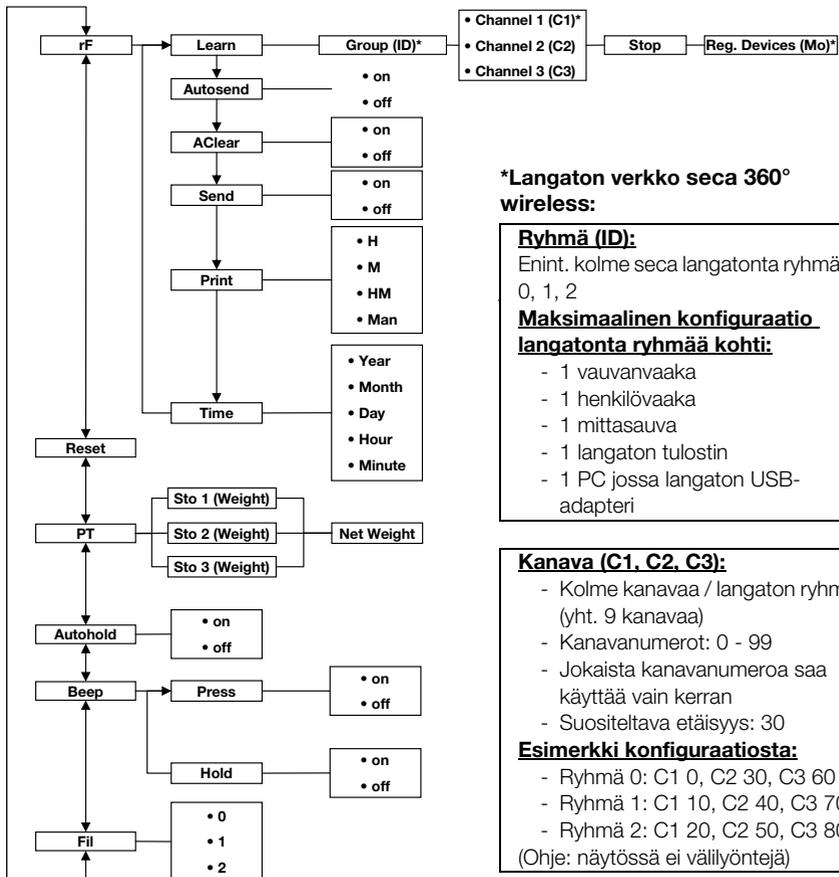 rF
Learn
Group (ID)*
• Channel 1 (C1)*
• Channel 2 (C2)
• Channel 3 (C3)
Stop
Reg. Devices (Mo)*
Autosend
• on
• off
AClear
• on
• off
Send
• on
• off
Print
• H
• M
• HM
• Man
Time
• Year
• Month
• Day
• Hour
• Minute
Reset
PT
Sto 1 (Weight)
Sto 2 (Weight)
Sto 3 (Weight)
Net Weight
Autohold
• on
• off
Beep
Press
• on
• off
Hold
• on
• off
Fil
• 0
• 1
• 2
*Langaton verkko seca 360°
wireless:
Ryhmä (ID):
Enint. kolme seca langatonta ryhmä
0, 1, 2
Maksimaalinen konfiguraatio
langatonta ryhmää kohti:
- 1 vauvanvaaka
- 1 henkilövaaka
- 1 mittasauva
- 1 langaton tulostin
- 1 PC jossa langaton USB-
adapteri
Kanava (C1, C2, C3):
- Kolme kanavaa / langaton ryhm
(yht. 9 kanavaa)
- Kanavanumerot: 0 - 99
- Jokaista kanavanumeroa saa
käyttää vain kerran
- Suositeltava etäisyys: 30
Esimerkki konfiguraatiosta:
- Ryhmä 0: C1 0, C2 30, C3 60
- Ryhmä 1: C1 10, C2 40, C3 70
- Ryhmä 2: C1 20, C2 50, C3 80
(Ohje: näytössä ei välilyöntejä)